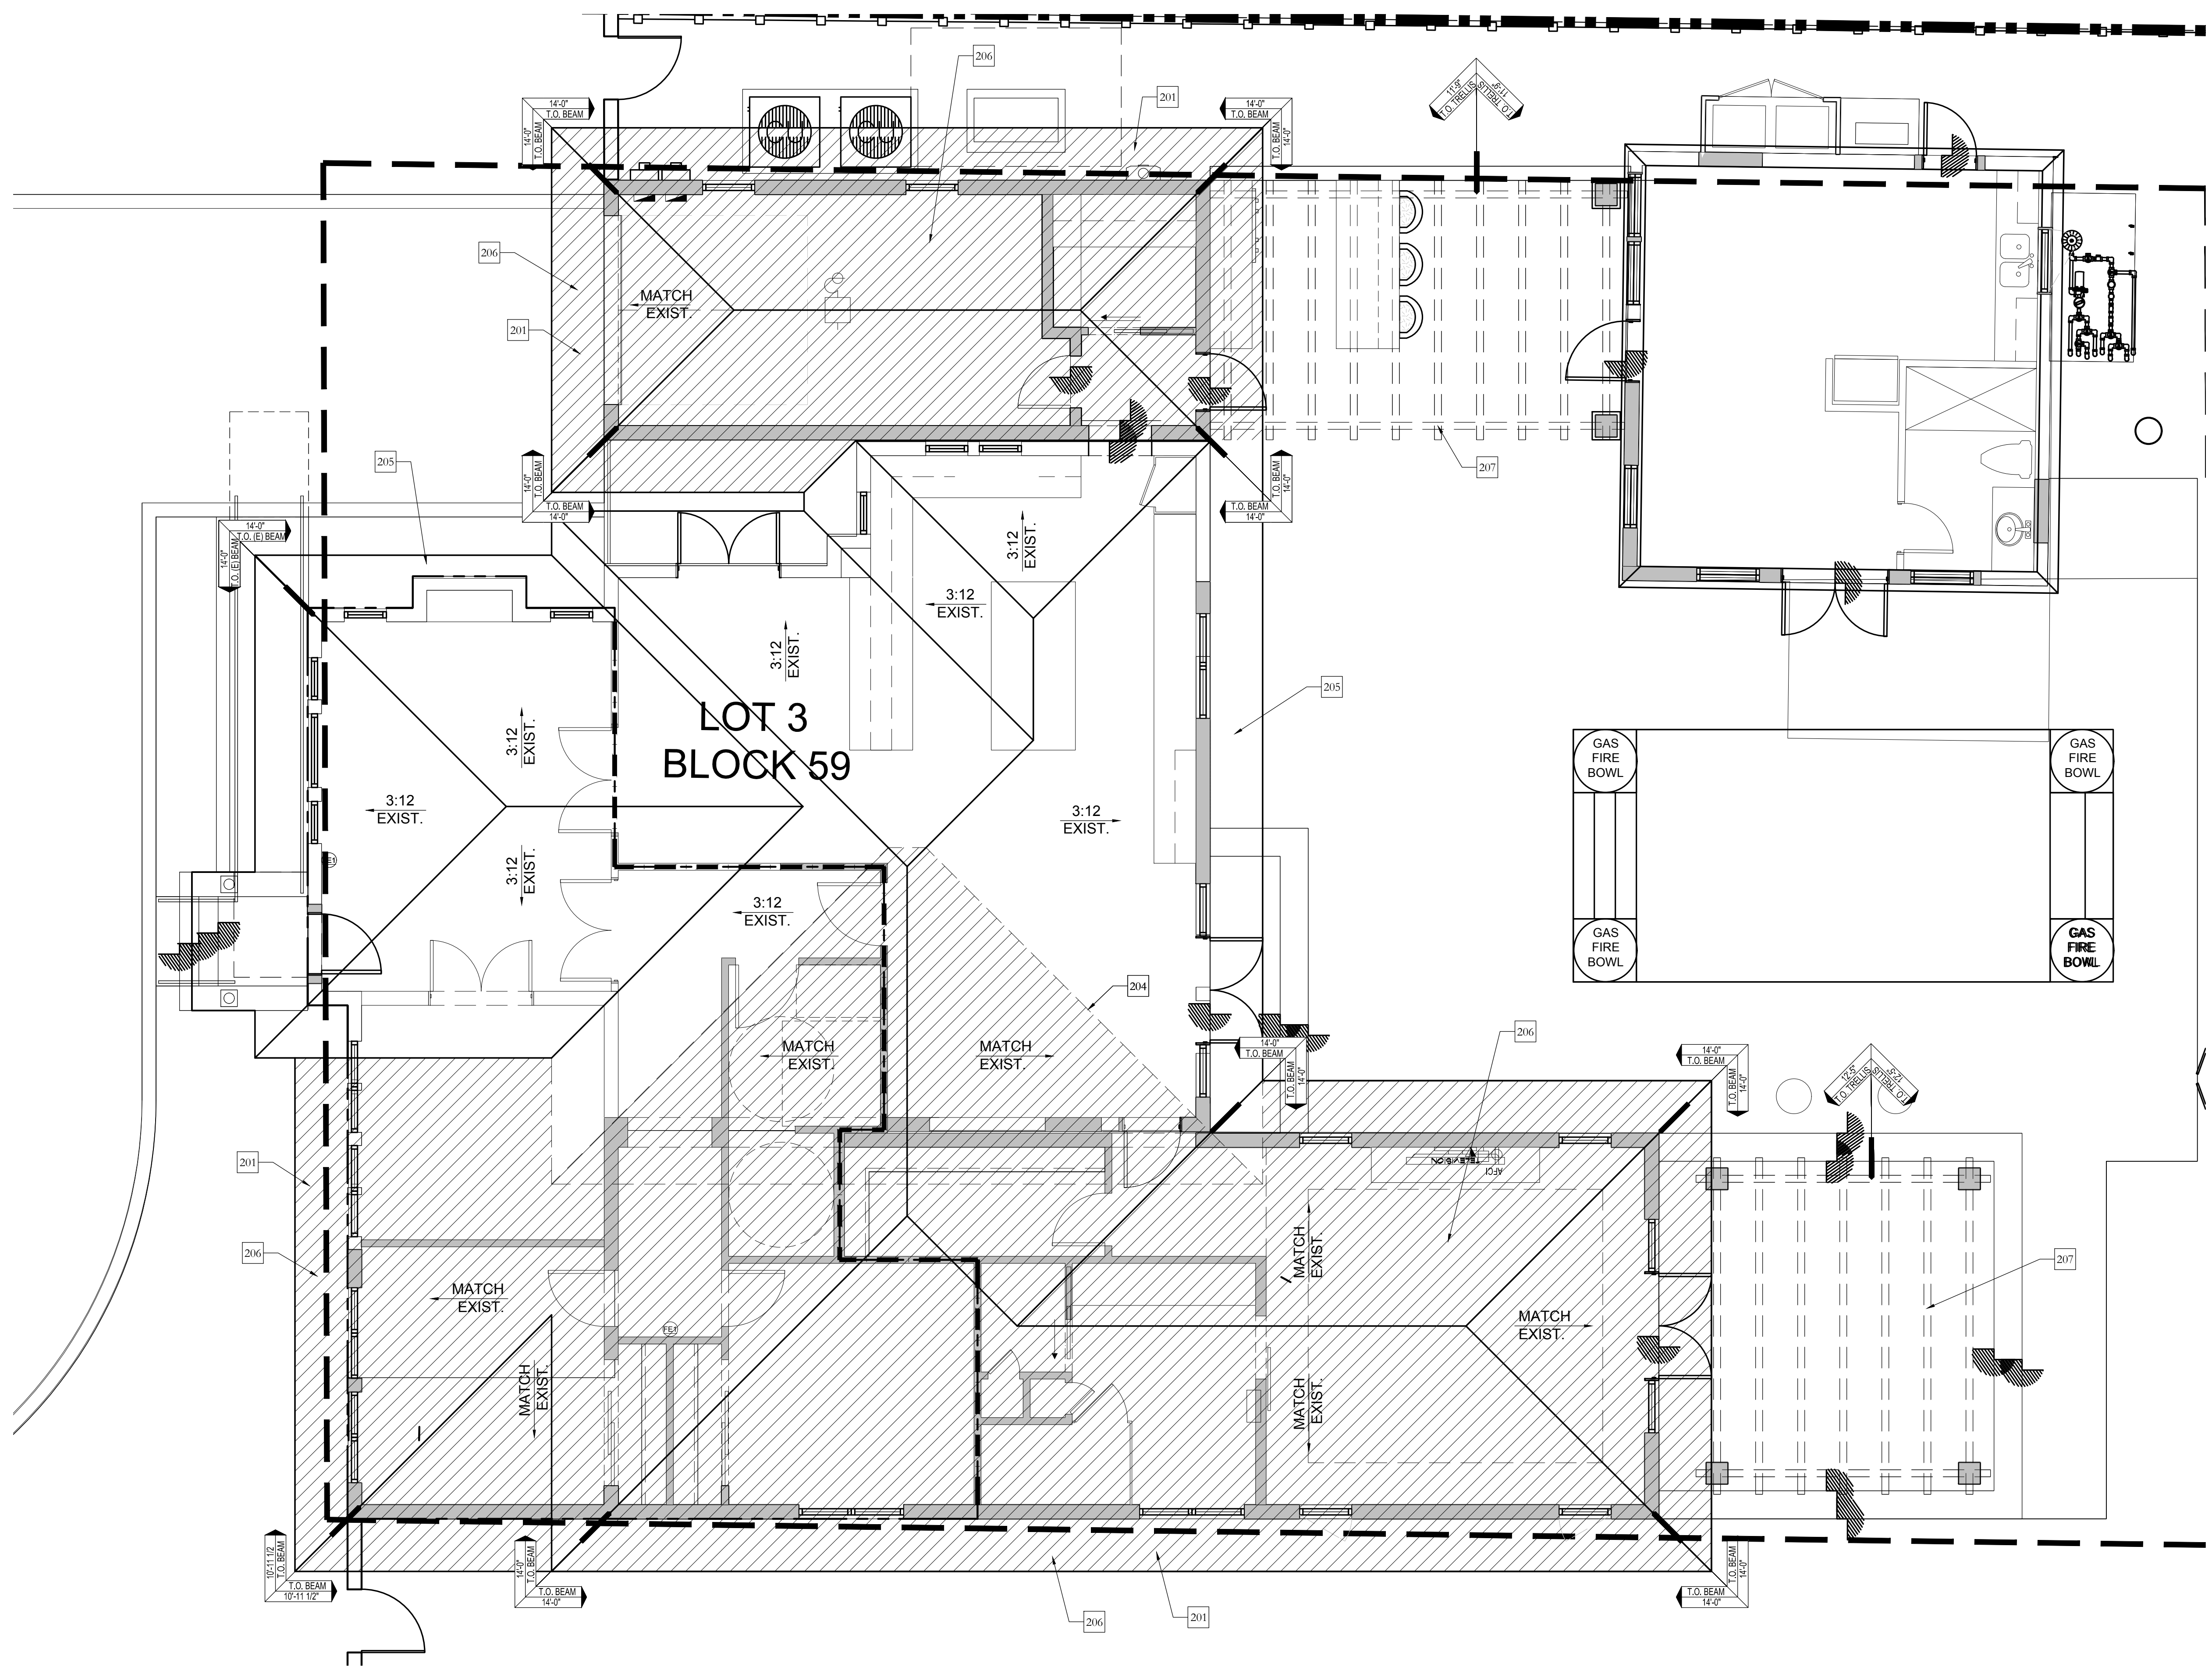 206
201
11'-9"
T.O. TRELLIS
11'-9"
T.O. TRELLIS
14'-0"
T.O. BEAM
14'-0"
T.O. BEAM
14'-0"
T.O. BEAM
14'-0"
T.O. BEAM
CU
CU
206
201
MATCH
EXIST.
205
207
14'-0"
T.O. BEAM
T.O. BEAM
14'-0"
14'-0"
T.O. BEAM
T.O. BEAM
14'-0"
14'-0"
T.O. (E) BEAM
14'-0"
T.O. (E) BEAM
3:12
EXIST.
3:12
EXIST.
3:12
EXIST.
205
LOT 3
BLOCK 59
3:12
EXIST.
3:12
EXIST.
3:12
EXIST.
3:12
EXIST.
3:12
EXIST.
GAS
FIRE
BOWL
GAS
FIRE
BOWL
GAS
FIRE
BOWL
GAS
FIRE
BOWL
204
MATCH
EXIST.
MATCH
EXIST.
206
14'-0"
T.O. BEAM
14'-0"
T.O. BEAM
14'-0"
T.O. BEAM
14'-0"
T.O. BEAM
12'-5"
T.O. TRELLIS
12'-5"
T.O. TRELLIS
TELEVISION
AFCI
201
206
MATCH
EXIST.
MATCH
EXIST.
MATCH
EXIST.
207
FE1
MATCH
EXIST.
MATCH
EXIST.
10'-11 1/2
T.O. BEAM
T.O. BEAM
10'-11 1/2"
14'-0"
T.O. BEAM
T.O. BEAM
14'-0"
T.O. BEAM
14'-0"
T.O. BEAM
14'-0"
206
201